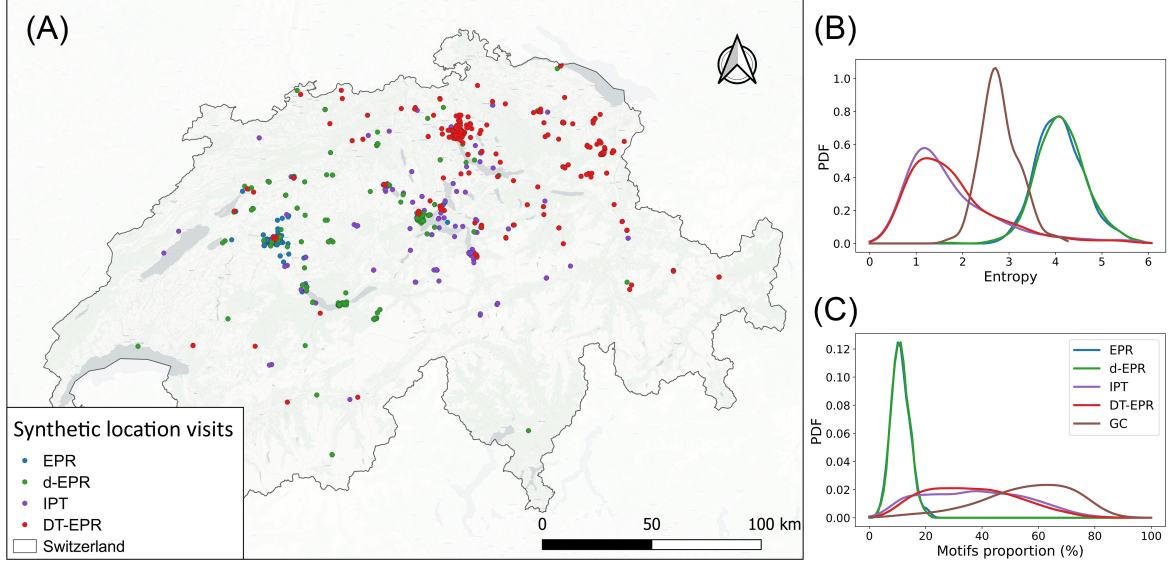 (A)
Synthetic location visits
EPR
d-EPR
IPT
DT-EPR
Switzerland
0 50 100 km
(B)
PDF
1.0
0.8
0.6
0.4
0.2
0.0
0 1 2 3 4 5 6
Entropy
(C)
PDF
0.12
0.10
0.08
0.06
0.04
0.02
0.00
0 20 40 60 80 100
Motifs proportion (%)
EPR
d-EPR
IPT
DT-EPR
GC